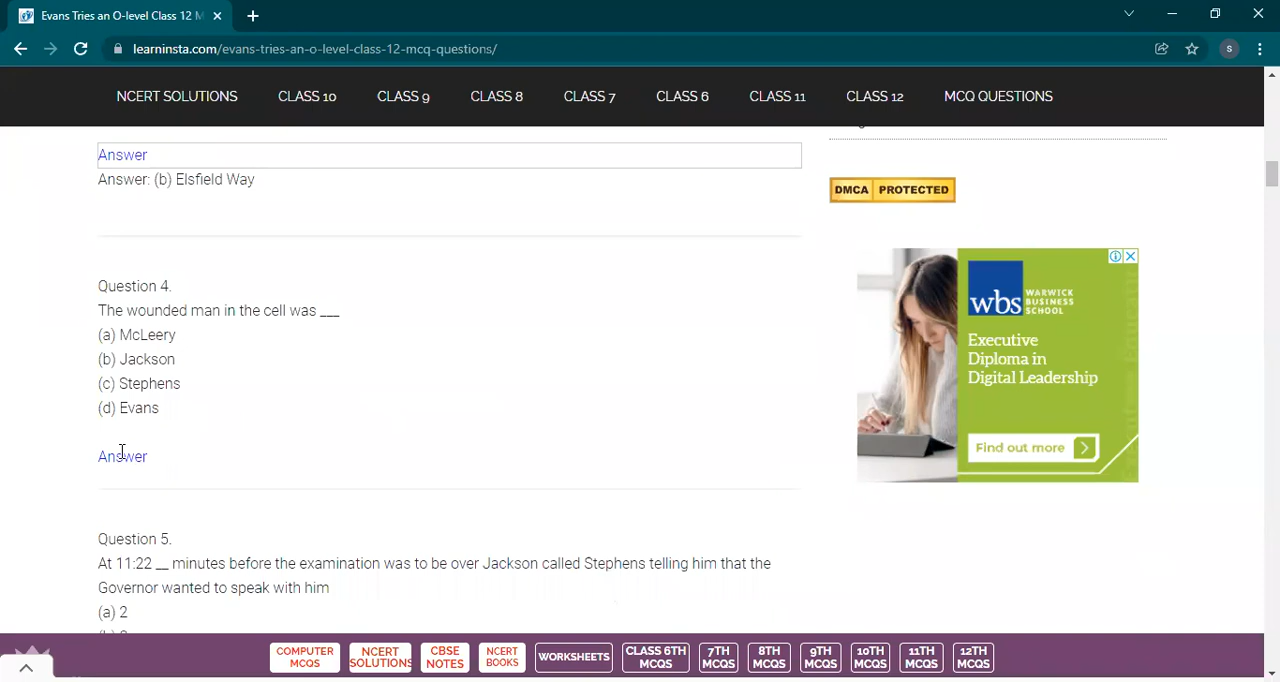 Evans Tries an O-level Class 12 M
learninsta.com/evans-tries-an-o-level-class-12-mcq-questions/
S
NCERT SOLUTIONS CLASS 10 CLASS 9 CLASS 8 CLASS 7 CLASS 6 CLASS 11 CLASS 12 MCQ QUESTIONS
Answer
Answer: (b) Elsfield Way
Question 4.
The wounded man in the cell was ___
(a) McLeery
(b) Jackson
(c) Stephens
(d) Evans
Answer
Question 5.
At 11:22 __ minutes before the examination was to be over Jackson called Stephens telling him that the
Governor wanted to speak with him
(a) 2
DMCA PROTECTED
wbs WARWICK
BUSINESS
SCHOOL
Executive
Diploma in
Digital Leadership
Find out more
COMPUTER
MCQS
NCERT
SOLUTIONS
CBSE
NOTES
NCERT
BOOKS
WORKSHEETS
CLASS 6TH
MCQS
7TH
MCQS
8TH
MCQS
9TH
MCQS
10TH
MCQS
11TH
MCQS
12TH
MCQS